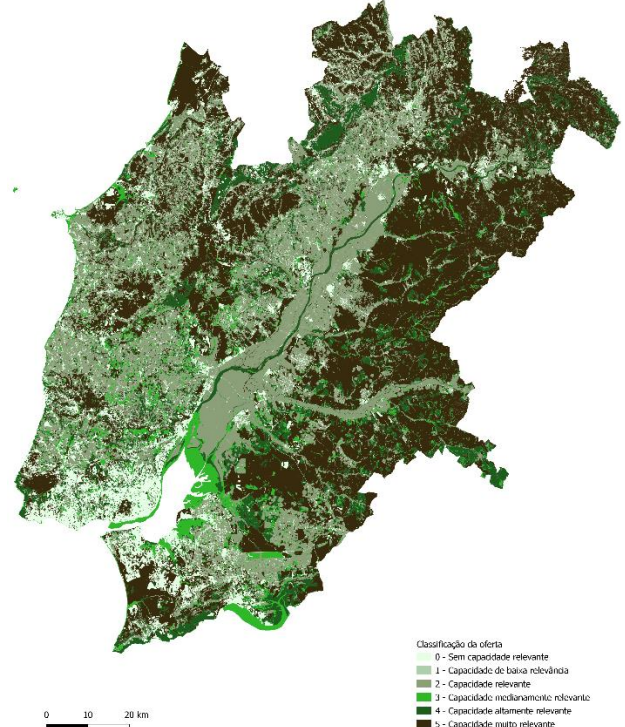 Classificação da oferta
0 - Sem capacidade relevante
1 - Capacidade de baixa relevância
2 - Capacidade relevante
3 - Capacidade medianamente relevante
4 - Capacidade altamente relevante
5 - Capacidade muito relevante
0 10 20 km